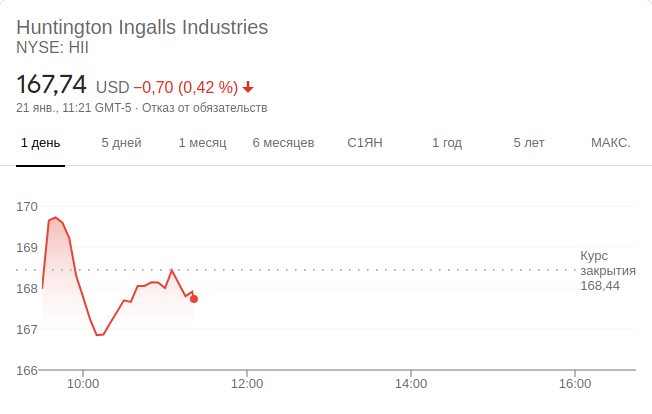 Huntington Ingalls Industries
NYSE: HII
167,74 USD −0,70 (0,42 %)
21 янв., 11:21 GMT-5 · Отказ от обязательств
1 день 5 дней 1 месяц 6 месяцев С1ЯН 1 год 5 лет МАКС.
170
169
Курс
закрытия
168,44
168
167
166
10:00 12:00 14:00 16:00